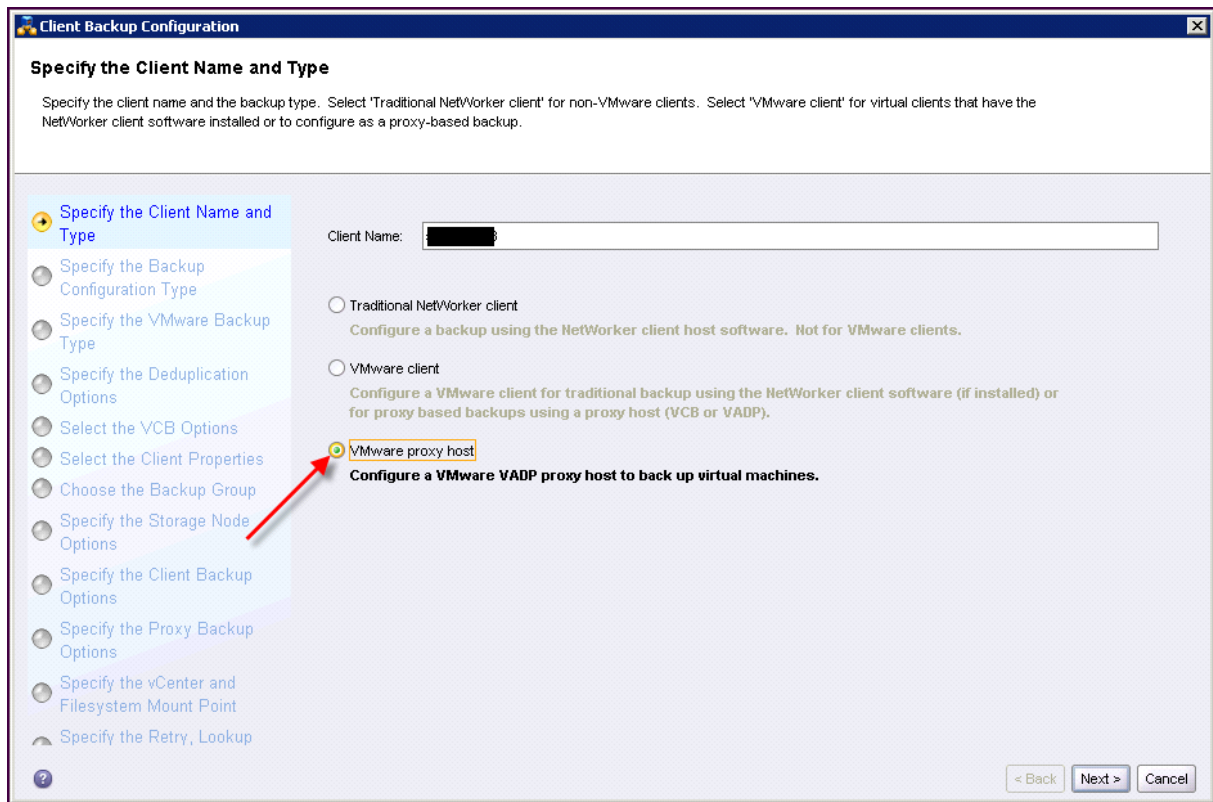 Client Backup Configuration
Specify the Client Name and Type
Specify the client name and the backup type. Select 'Traditional NetWorker client' for non-VMware clients. Select 'VMware client' for virtual clients that have the
NetWorker client software installed or to configure as a proxy-based backup.
Specify the Client Name and
Type
Specify the Backup
Configuration Type
Specify the VMware Backup
Type
Specify the Deduplication
Options
Select the VCB Options
Select the Client Properties
Choose the Backup Group
Specify the Storage Node
Options
Specify the Client Backup
Options
Specify the Proxy Backup
Options
Specify the vCenter and
Filesystem Mount Point
Specify the Retry, Lookup
Client Name:
Traditional NetWorker client
Configure a backup using the NetWorker client host software. Not for VMware clients.
VMware client
Configure a VMware client for traditional backup using the NetWorker client software (if installed) or
for proxy based backups using a proxy host (VCB or VADP).
VMware proxy host
Configure a VMware VADP proxy host to back up virtual machines.
?
< Back
Next >
Cancel